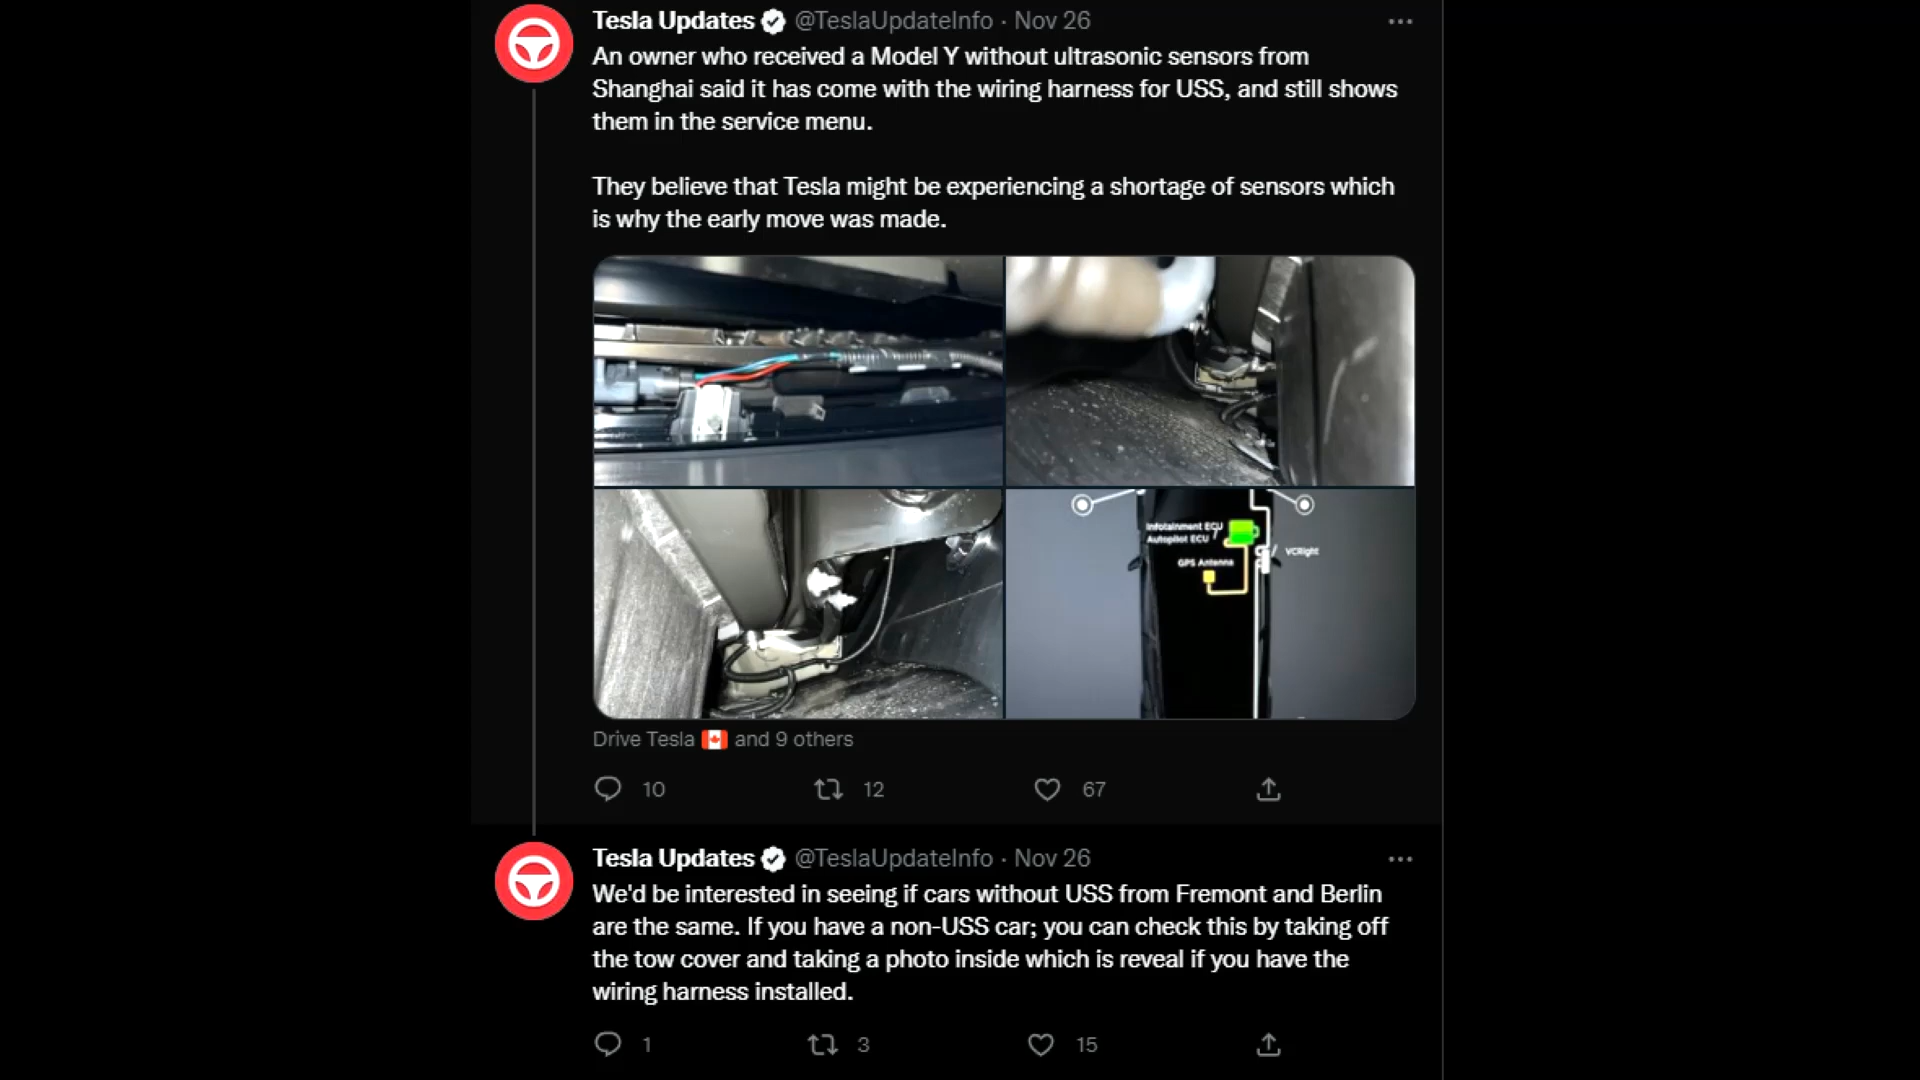 Tesla Updates @TeslaUpdateInfo · Nov 26
An owner who received a Model Y without ultrasonic sensors from
Shanghai said it has come with the wiring harness for USS, and still shows
them in the service menu.
They believe that Tesla might be experiencing a shortage of sensors which
is why the early move was made.
Infotainment ECU /
Autopilot ECU
VCRight
GPS Antenna
Drive Tesla 🇨🇦 and 9 others
10 12 67
Tesla Updates @TeslaUpdateInfo · Nov 26
We'd be interested in seeing if cars without USS from Fremont and Berlin
are the same. If you have a non-USS car; you can check this by taking off
the tow cover and taking a photo inside which is reveal if you have the
wiring harness installed.
1 3 15